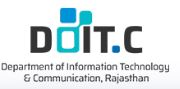 DOIT.C
Department of Information Technology
& Communication, Rajasthan